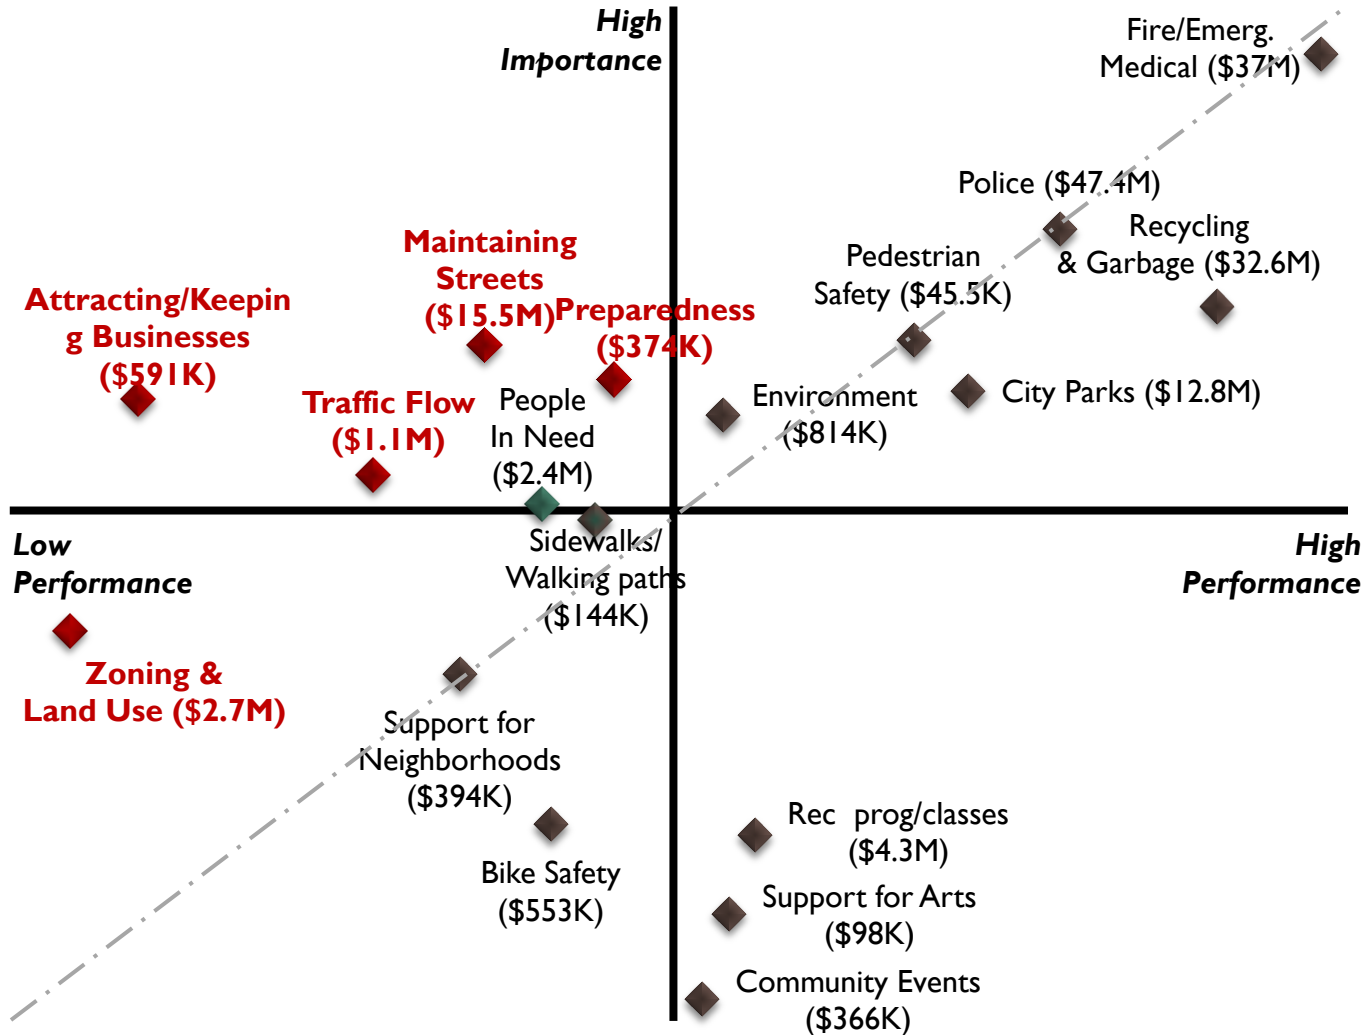 High
Importance
Fire/Emerg.
Medical ($37M)
Police ($47.4M)
Recycling
& Garbage ($32.6M)
Pedestrian
Safety ($45.5K)
Maintaining
Streets
($15.5M)
Preparedness
($374K)
Attracting/Keepin
g Businesses
($591K)
Traffic Flow
($1.1M)
People
In Need
($2.4M)
Environment
($814K)
City Parks ($12.8M)
Low
Performance
High
Performance
Sidewalks/
Walking paths
($144K)
Zoning &
Land Use ($2.7M)
Support for
Neighborhoods
($394K)
Bike Safety
($553K)
Rec  prog/classes
($4.3M)
Support for Arts
($98K)
Community Events
($366K)